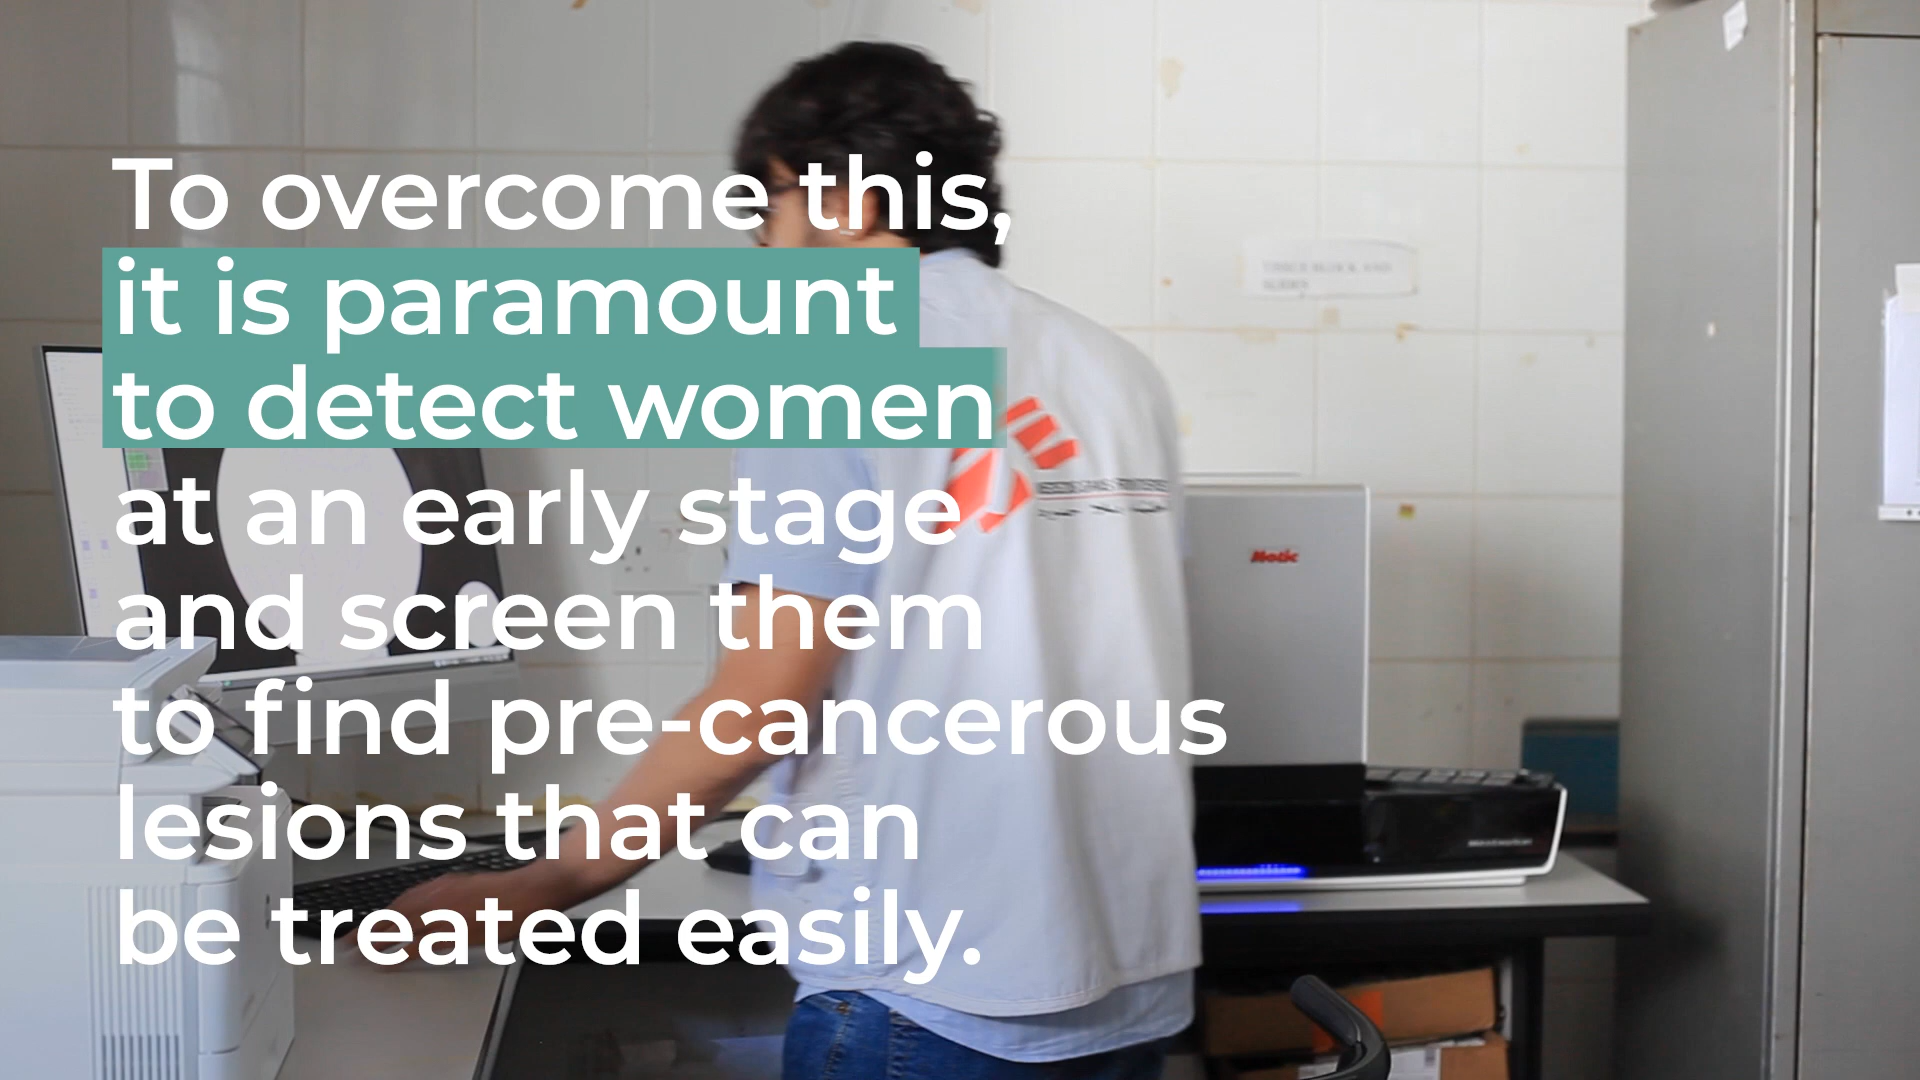 To overcome this,
it is paramount
to detect women
at an early stage
and screen them
to find pre-cancerous
lesions that can
be treated easily.
Motic